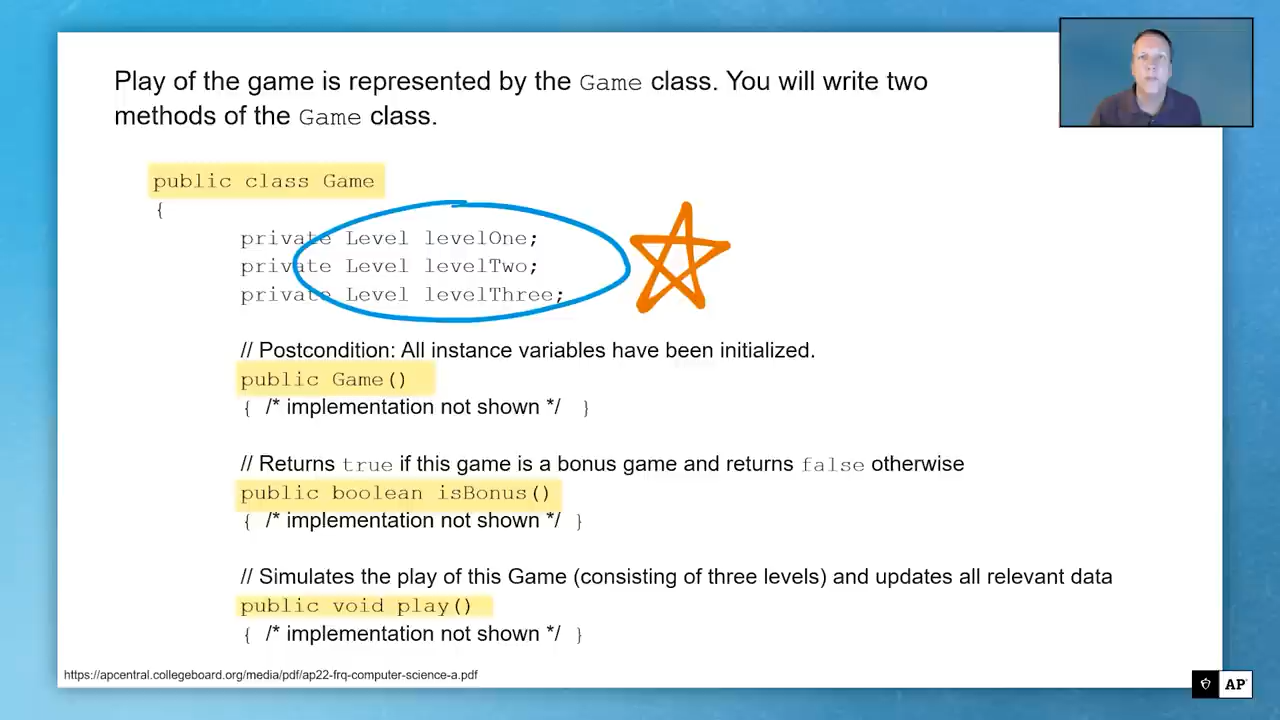 Play of the game is represented by the Game class. You will write two
methods of the Game class.
public class Game
{
private Level levelOne;
private Level levelTwo;
private Level levelThree;
// Postcondition: All instance variables have been initialized.
public Game()
{ /* implementation not shown */ }
// Returns true if this game is a bonus game and returns false otherwise
public boolean isBonus()
{ /* implementation not shown */ }
// Simulates the play of this Game (consisting of three levels) and updates all relevant data
public void play()
{ /* implementation not shown */ }
https://apcentral.collegeboard.org/media/pdf/ap22-frq-computer-science-a.pdf
AP